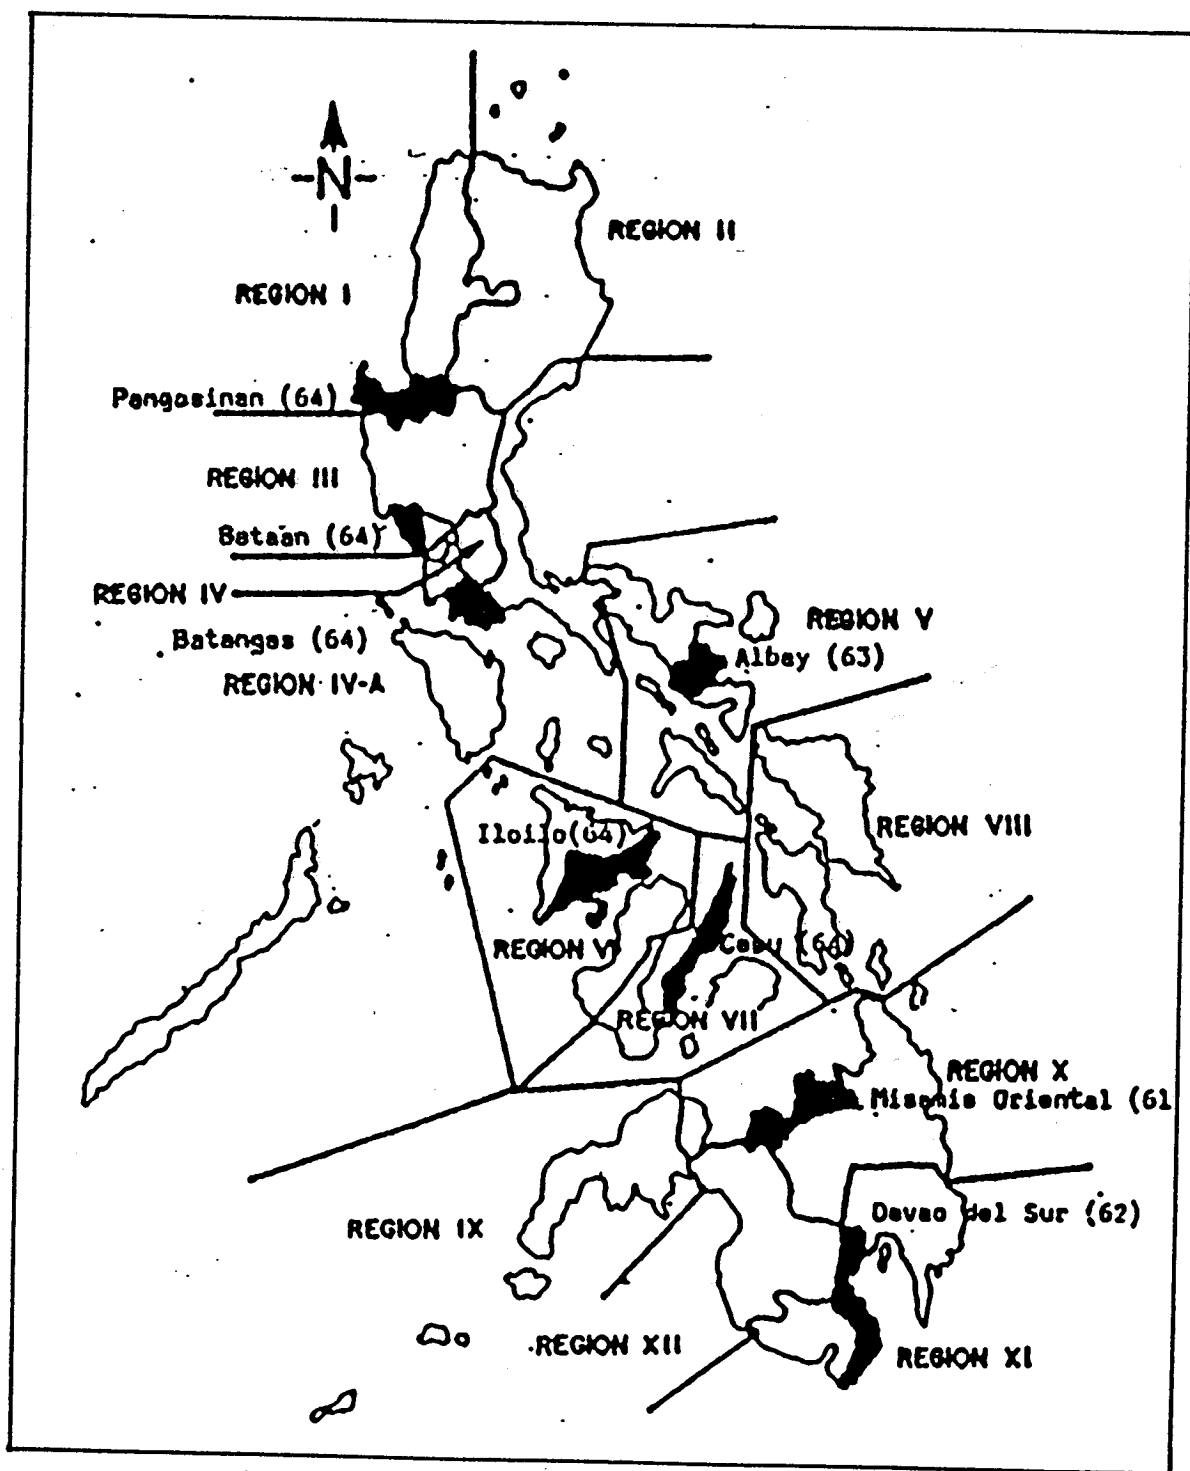 N
REGION II
REGION I
Pangasinan (64)
REGION III
Bataan (64)
REGION IV
Batangas (64)
REGION IV-A
REGION V
Albay (63)
Iloilo(64)
REGION VIII
REGION VI
Cebu (64)
REGION VII
REGION X
Misamis Oriental (61
Davao del Sur (62)
REGION IX
REGION XII
REGION XI